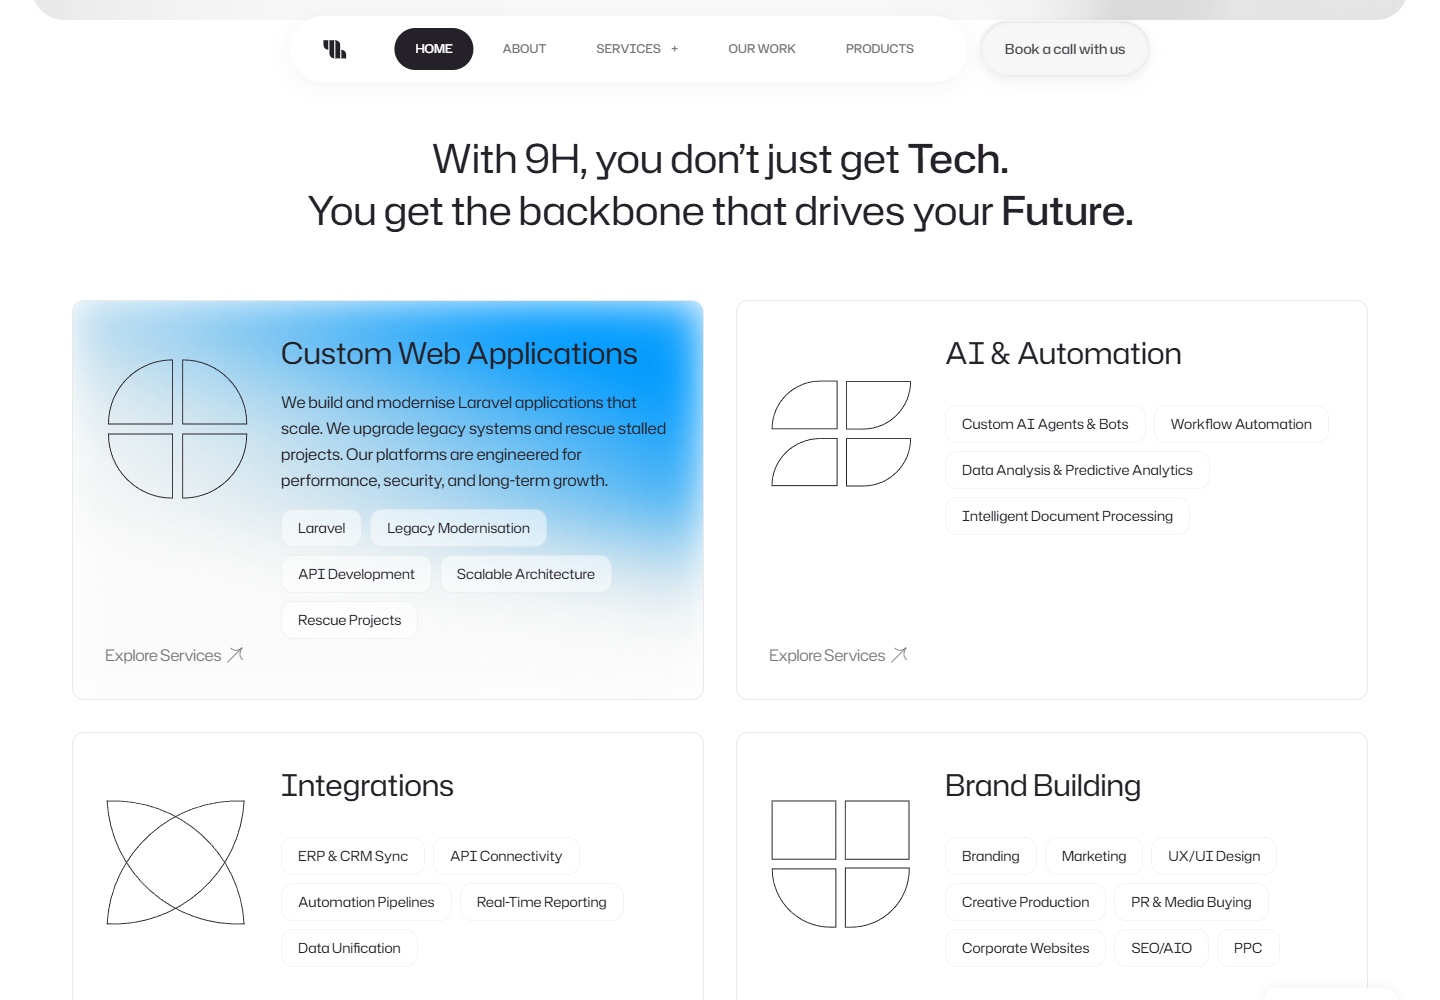 HOME
ABOUT
SERVICES +
OUR WORK
PRODUCTS
Book a call with us
With 9H, you don’t just get Tech.
You get the backbone that drives your Future.
Custom Web Applications
We build and modernise Laravel applications that
scale. We upgrade legacy systems and rescue stalled
projects. Our platforms are engineered for
performance, security, and long-term growth.
Laravel
Legacy Modernisation
API Development
Scalable Architecture
Rescue Projects
Explore Services
AI & Automation
Custom AI Agents & Bots
Workflow Automation
Data Analysis & Predictive Analytics
Intelligent Document Processing
Explore Services
Integrations
ERP & CRM Sync
API Connectivity
Automation Pipelines
Real-Time Reporting
Data Unification
Brand Building
Branding
Marketing
UX/UI Design
Creative Production
PR & Media Buying
Corporate Websites
SEO/AIO
PPC